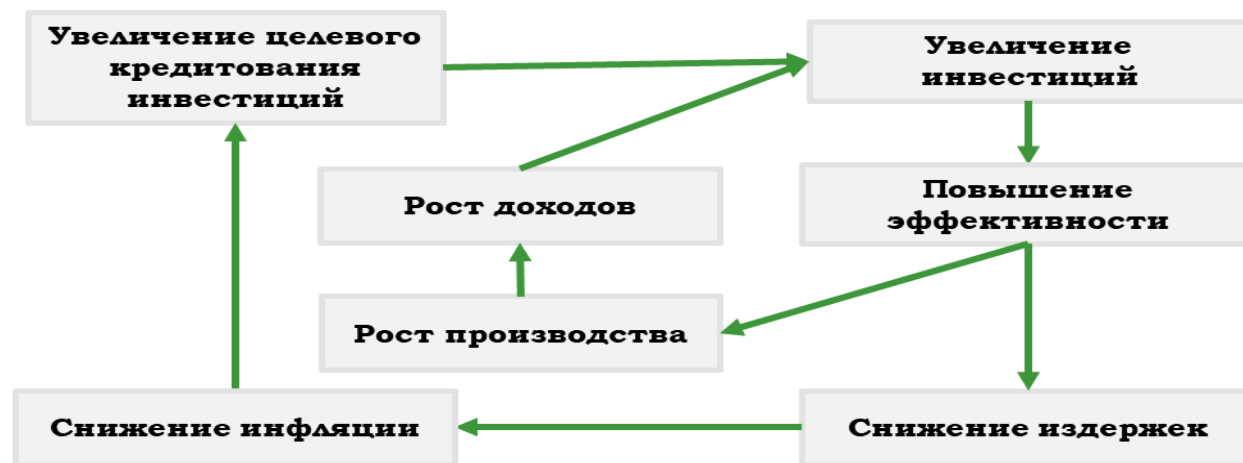 Увеличение целевого
кредитования
инвестиций
Увеличение
инвестиций
Рост доходов
Повышение
эффективности
Рост производства
Снижение инфляции
Снижение издержек